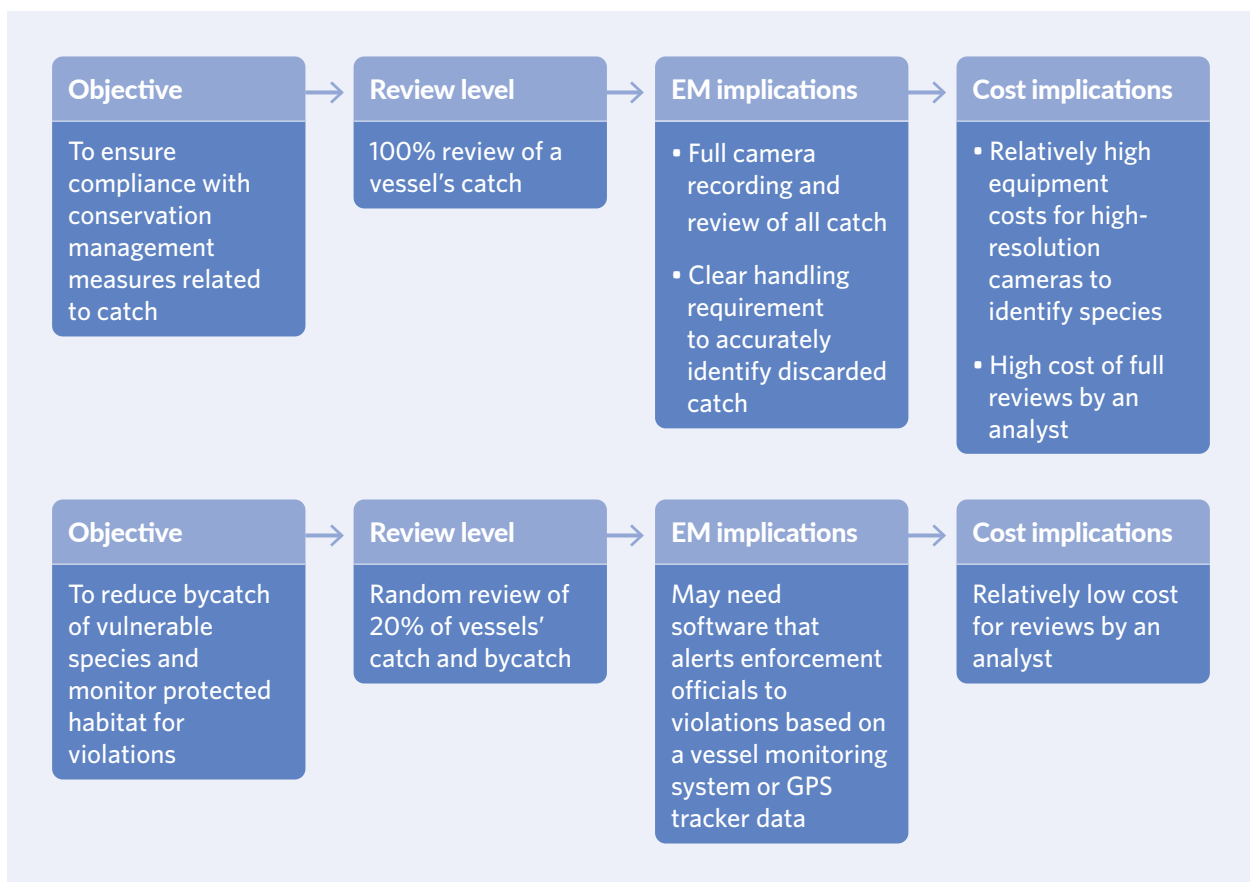 Objective
To ensure
compliance with
conservation
management
measures related
to catch
Review level
100% review of a
vessel’s catch
EM implications
▪ Full camera
recording and
review of all catch
▪ Clear handling
requirement
to accurately
identify discarded
catch
Cost implications
▪ Relatively high
equipment
costs for high-
resolution
cameras to
identify species
▪ High cost of full
reviews by an
analyst
Objective
To reduce bycatch
of vulnerable
species and
monitor protected
habitat for
violations
Review level
Random review of
20% of vessels’
catch and bycatch
EM implications
May need
software that
alerts enforcement
officials to
violations based on
a vessel monitoring
system or GPS
tracker data
Cost implications
Relatively low cost
for reviews by an
analyst